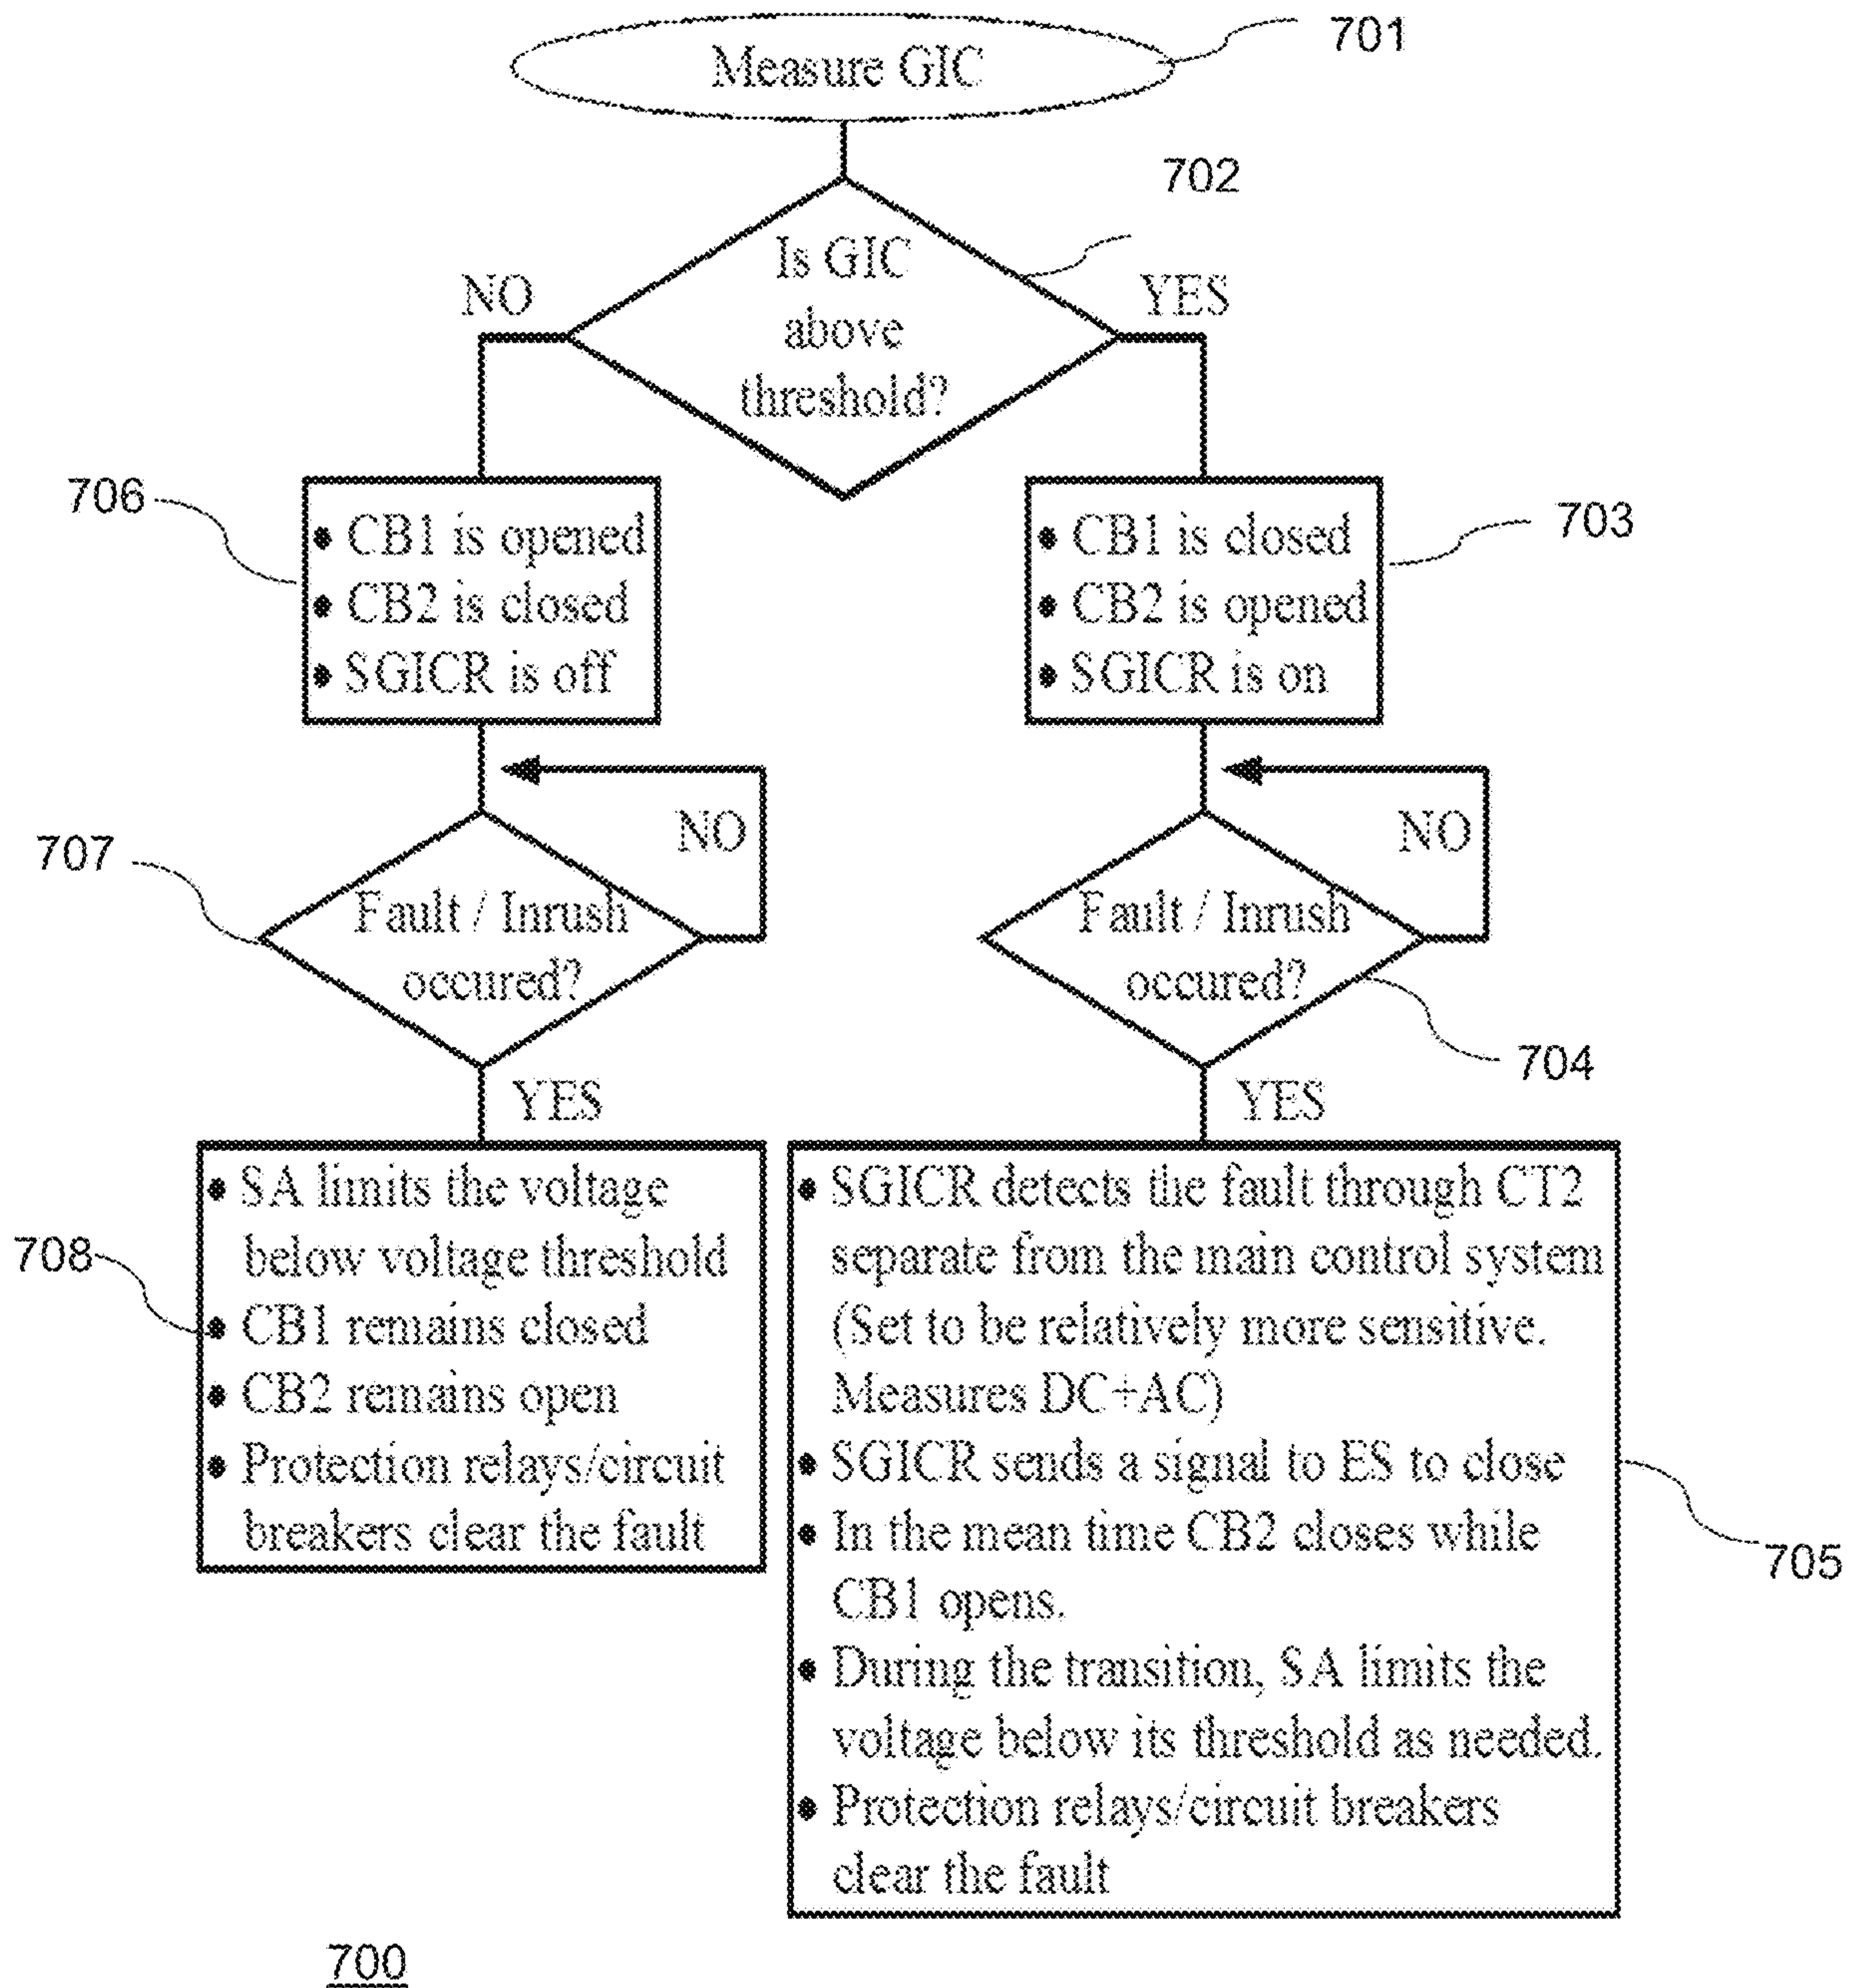 701
Measure GIC
702
Is GIC
above
threshold?
NO
YES
706
• CB1 is opened
• CB2 is closed
• SGICR is off
703
• CB1 is closed
• CB2 is opened
• SGICR is on
707
Fault / Inrush
occured?
NO
YES
704
Fault / Inrush
occured?
NO
YES
708
• SA limits the voltage
below voltage threshold
• CB1 remains closed
• CB2 remains open
• Protection relays/circuit
breakers clear the fault
705
• SGICR detects the fault through CT2
separate from the main control system
(Set to be relatively more sensitive.
Measures DC+AC)
• SGICR sends a signal to ES to close
• In the mean time CB2 closes while
CB1 opens.
• During the transition, SA limits the
voltage below its threshold as needed.
• Protection relays/circuit breakers
clear the fault
700